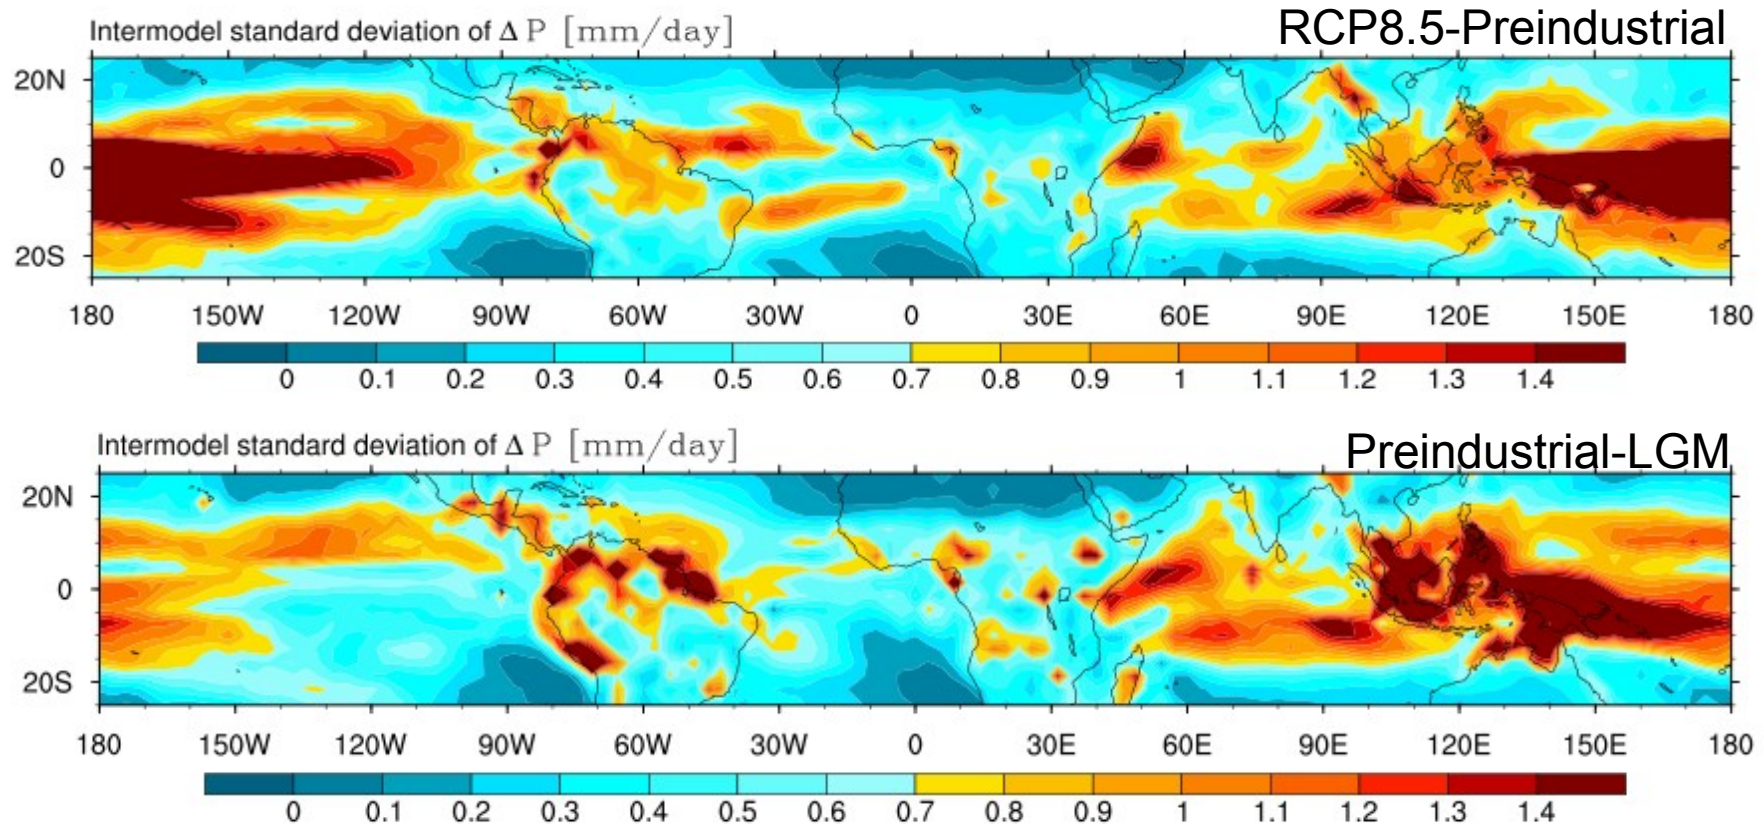 Intermodel standard deviation of Δ P [mm/day]
RCP8.5-Preindustrial
20N
0
20S
180 150W 120W 90W 60W 30W 0 30E 60E 90E 120E 150E 180
0 0.1 0.2 0.3 0.4 0.5 0.6 0.7 0.8 0.9 1 1.1 1.2 1.3 1.4
Intermodel standard deviation of Δ P [mm/day]
Preindustrial-LGM
20N
0
20S
180 150W 120W 90W 60W 30W 0 30E 60E 90E 120E 150E 180
0 0.1 0.2 0.3 0.4 0.5 0.6 0.7 0.8 0.9 1 1.1 1.2 1.3 1.4